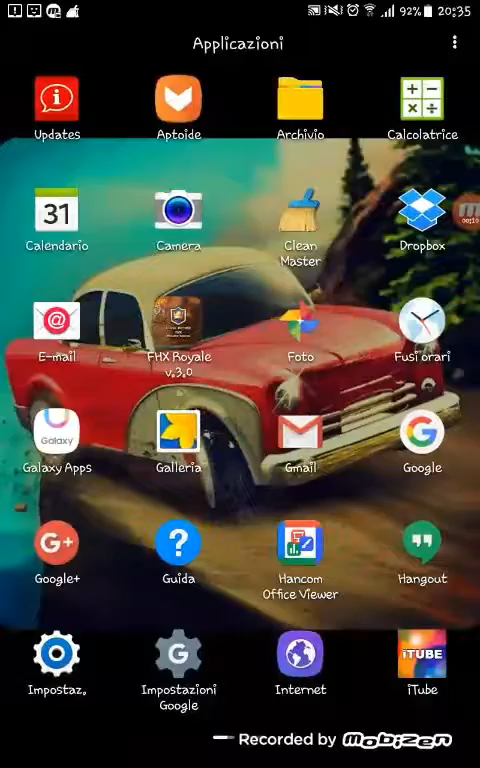 92% 20:35
Applicazioni
Updates Aptoide Archivio Calcolatrice
31
Calendario Camera Clean Master Dropbox
00:10
E-mail FHX Royale v.3.0 Foto Fusi orari
Galaxy
Galaxy Apps Galleria Gmail Google
G+
Google+ Guida Hancom Office Viewer Hangout
iTUBE
Impostaz. Impostazioni Google Internet iTube
Recorded by Mobizen